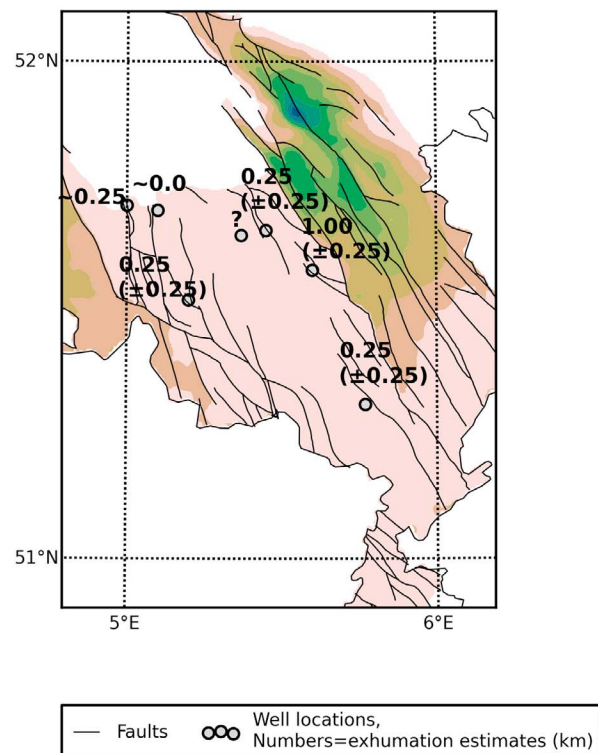 52°N
~0.25
~0.0
0.25
(±0.25)
?
1.00
(±0.25)
0.25
(±0.25)
0.25
(±0.25)
51°N
5°E
6°E
Faults
Well locations,
Numbers=exhumation estimates (km)